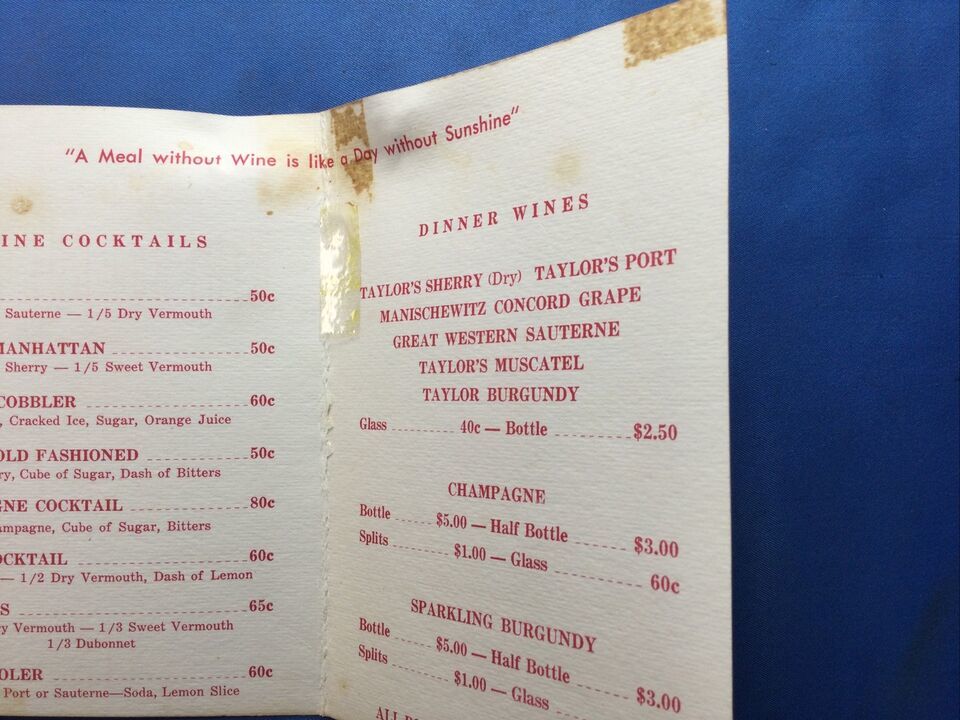 "A Meal without Wine is like a Day without Sunshine"
INE COCKTAILS
50c
Sauterne — 1/5 Dry Vermouth
MANHATTAN 50c
Sherry — 1/5 Sweet Vermouth
COBBLER 60c
, Cracked Ice, Sugar, Orange Juice
OLD FASHIONED 50c
ry, Cube of Sugar, Dash of Bitters
GNE COCKTAIL 80c
ampagne, Cube of Sugar, Bitters
OCKTAIL 60c
— 1/2 Dry Vermouth, Dash of Lemon
S 65c
y Vermouth — 1/3 Sweet Vermouth
1/3 Dubonnet
OLER 60c
Port or Sauterne—Soda, Lemon Slice
DINNER WINES
TAYLOR'S SHERRY (Dry) TAYLOR'S PORT
MANISCHEWITZ CONCORD GRAPE
GREAT WESTERN SAUTERNE
TAYLOR'S MUSCATEL
TAYLOR BURGUNDY
Glass 40c — Bottle $2.50
CHAMPAGNE
Bottle $5.00 — Half Bottle $3.00
Splits $1.00 — Glass 60c
SPARKLING BURGUNDY
Bottle $5.00 — Half Bottle $3.00
Splits $1.00 — Glass 60c
ALL